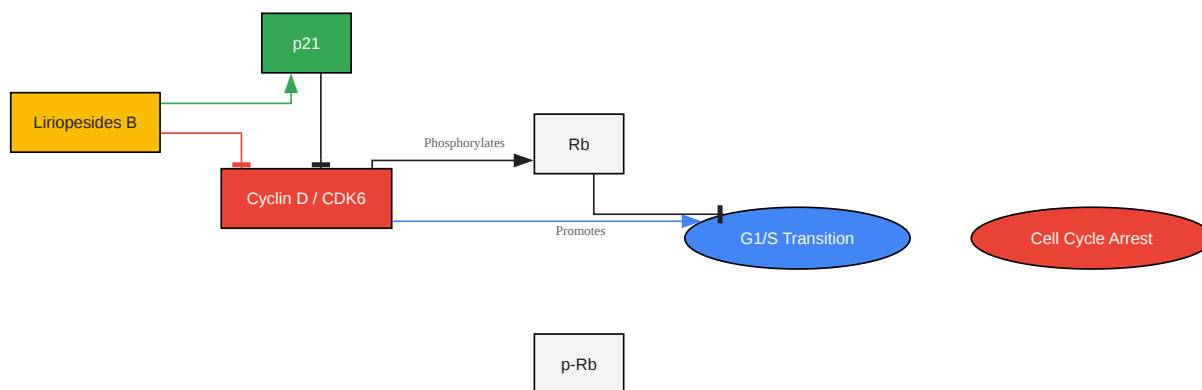 p21
Liriopesides B
Phosphorylates
Rb
Cyclin D / CDK6
Promotes
G1/S Transition
Cell Cycle Arrest
p-Rb